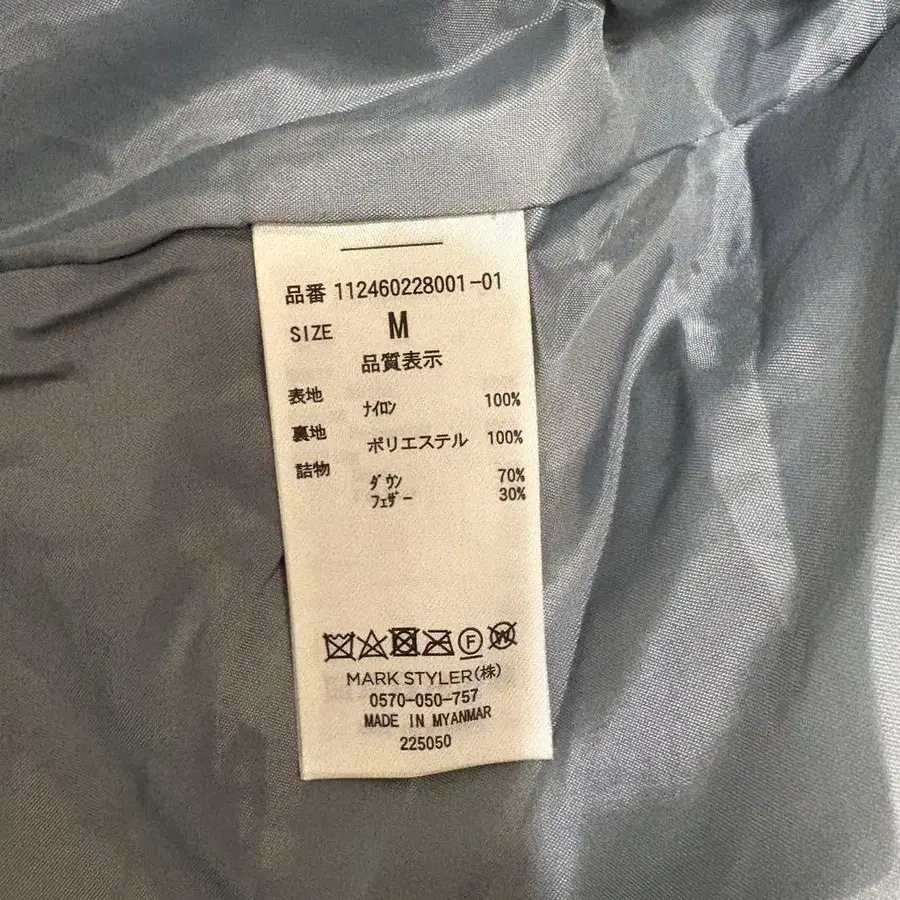 品番 112460228001-01
SIZE M
品質表示
表地 ﾅｲﾛﾝ 100%
裏地 ポリエステル 100%
詰物 ﾀﾞｳﾝ 70%
ﾌｪｻﾞｰ 30%
F W
MARK STYLER(株)
0570-050-757
MADE IN MYANMAR
225050